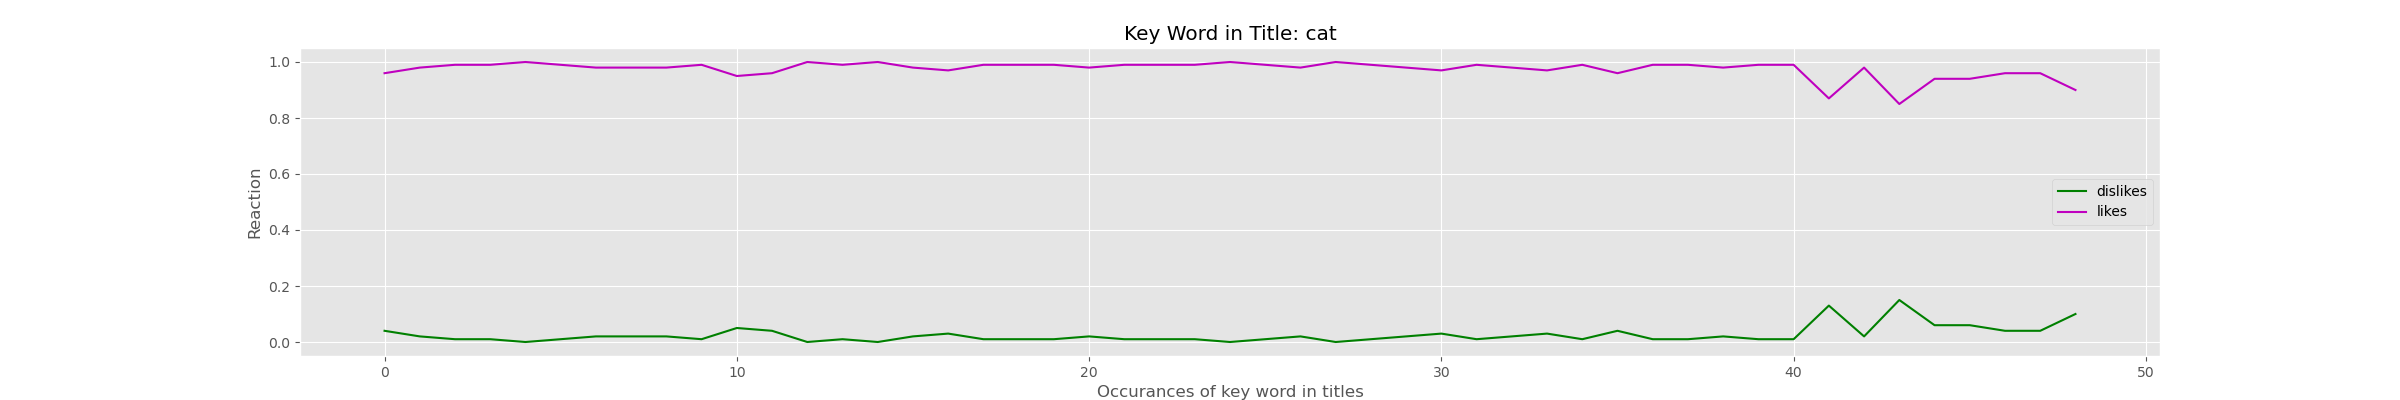 Key Word in Title: cat
1.0
0.8
0.6
0.4
0.2
0.0
Reaction
dislikes
likes
0 10 20 30 40 50
Occurances of key word in titles